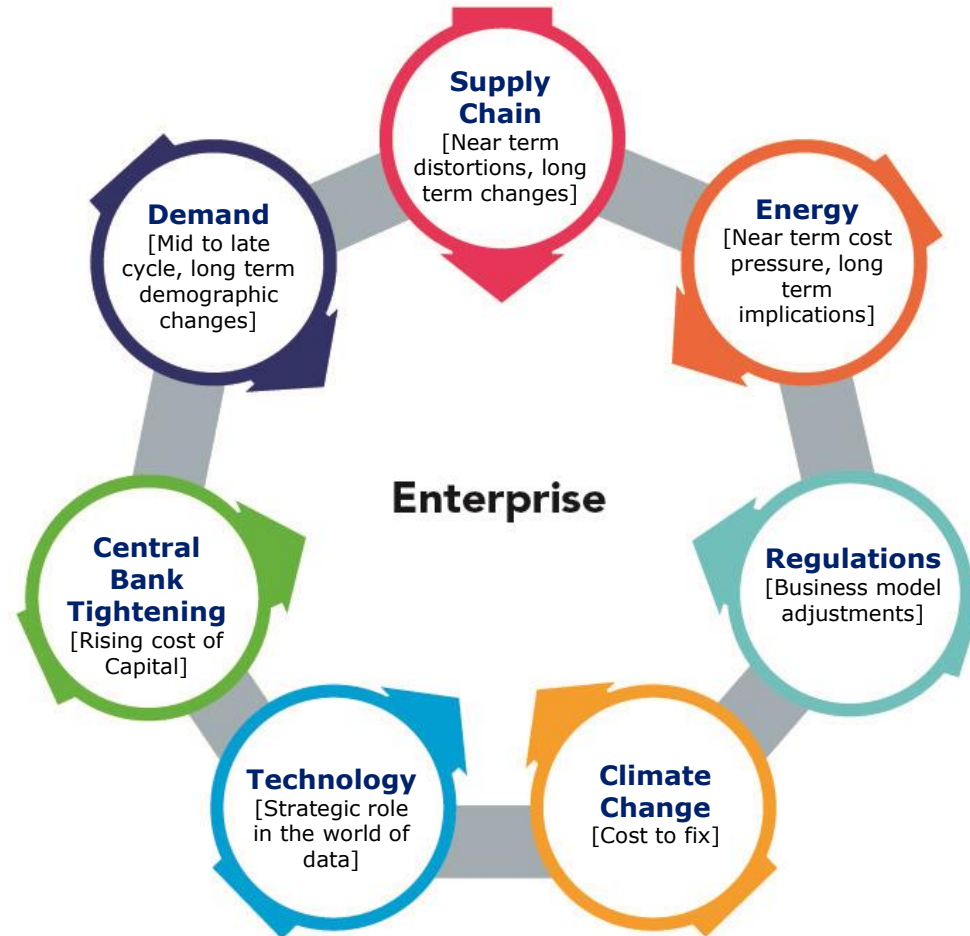 Supply
Chain
[Near term
distortions, long
term changes]
Demand
[Mid to late
cycle, long term
demographic
changes]
Energy
[Near term cost
pressure, long
term
implications]
Enterprise
Central
Bank
Tightening
[Rising cost of
Capital]
Regulations
[Business model
adjustments]
Technology
[Strategic role
in the world of
data]
Climate
Change
[Cost to fix]